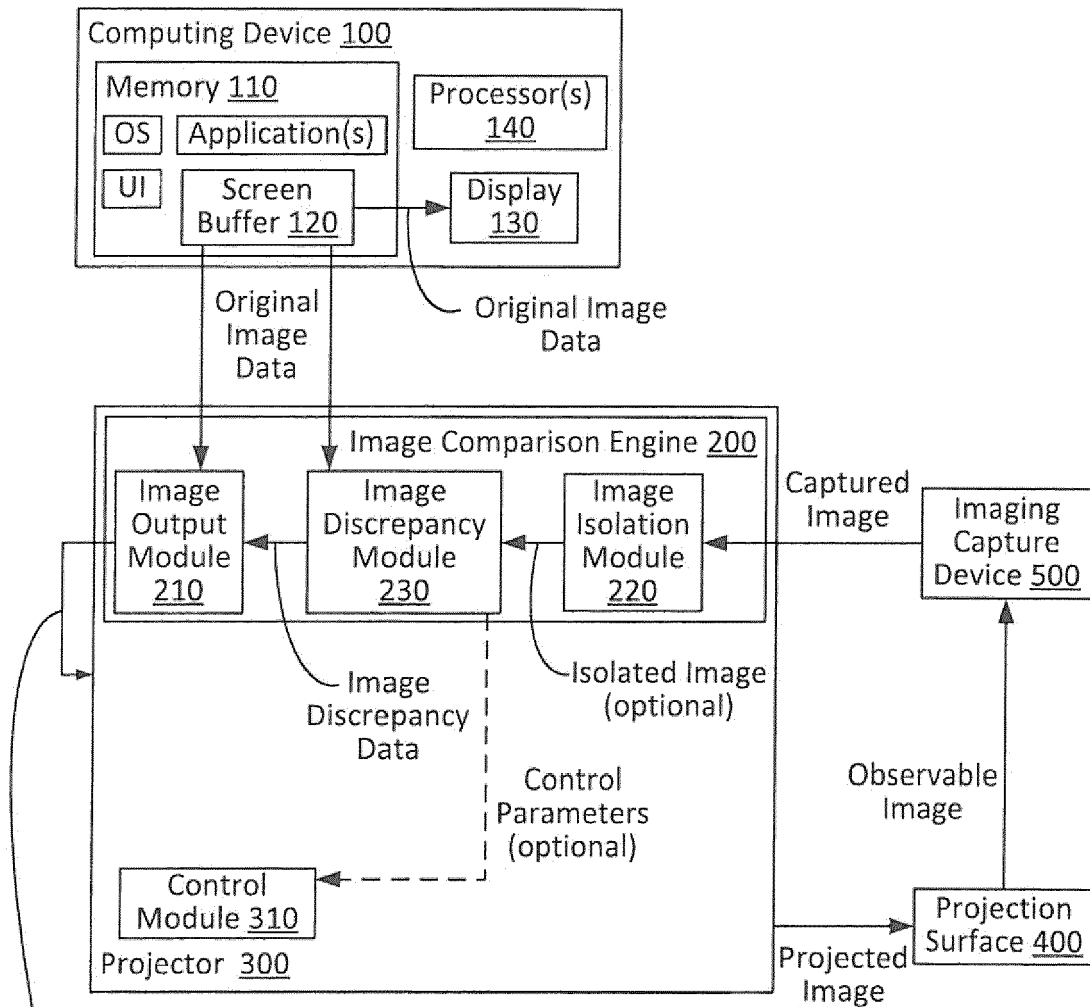 Computing Device 100
Memory 110
OS
Application(s)
UI
Screen
Buffer 120
Processor(s)
140
Display
130
Original
Image
Data
Original Image
Data
Image Comparison Engine 200
Image
Output
Module
210
Image
Discrepancy
Module
230
Image
Isolation
Module
220
Captured
Image
Imaging
Capture
Device 500
Image
Discrepancy
Data
Isolated Image
(optional)
Control
Parameters
(optional)
Observable
Image
Control
Module 310
Projector 300
Projected
Image
Projection
Surface 400